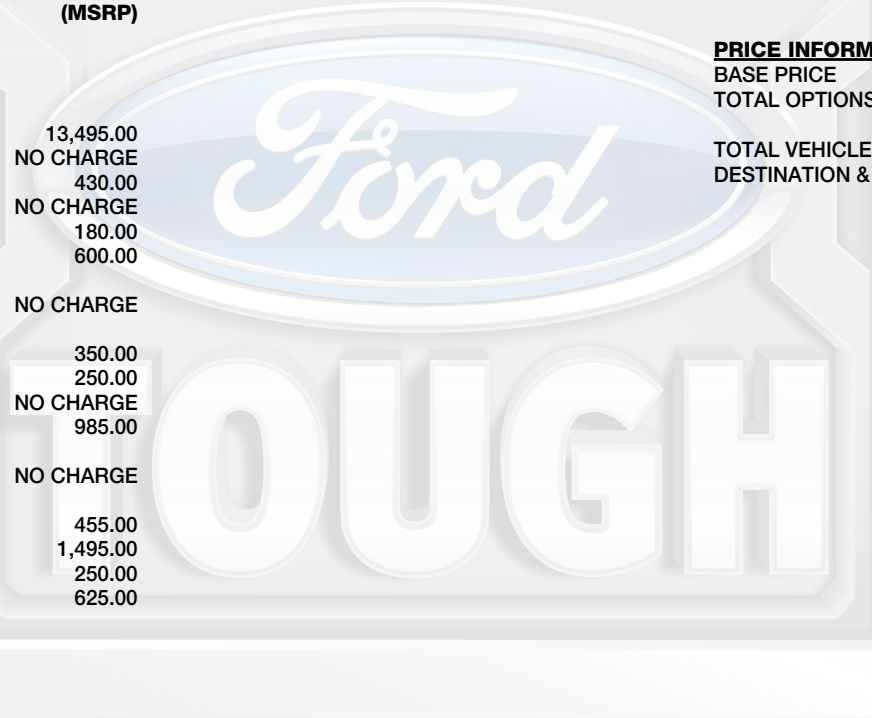 (MSRP)
13,495.00
NO CHARGE
430.00
NO CHARGE
180.00
600.00
NO CHARGE
350.00
250.00
NO CHARGE
985.00
NO CHARGE
455.00
1,495.00
250.00
625.00
PRICE INFORM
BASE PRICE
TOTAL OPTIONS
TOTAL VEHICLE
DESTINATION &
Ford
TOUGH